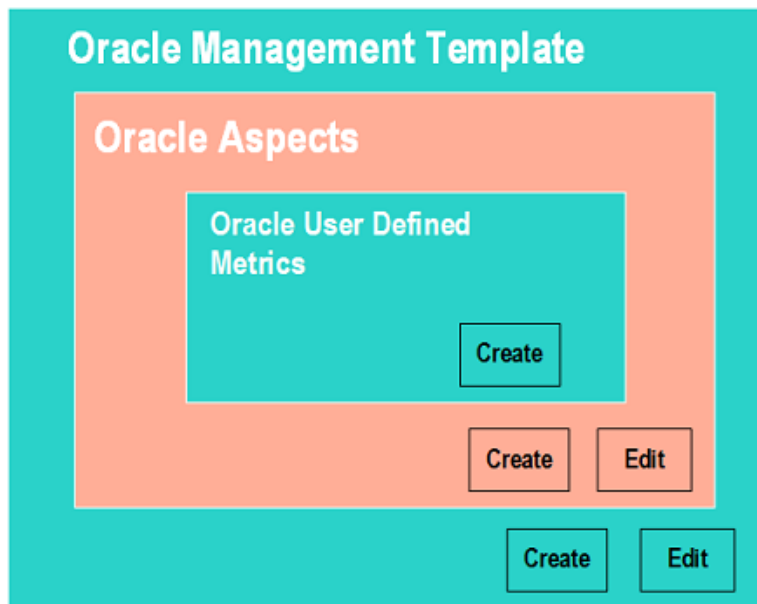 Oracle Management Template
Oracle Aspects
Oracle User Defined
Metrics
Create
Create Edit
Create Edit